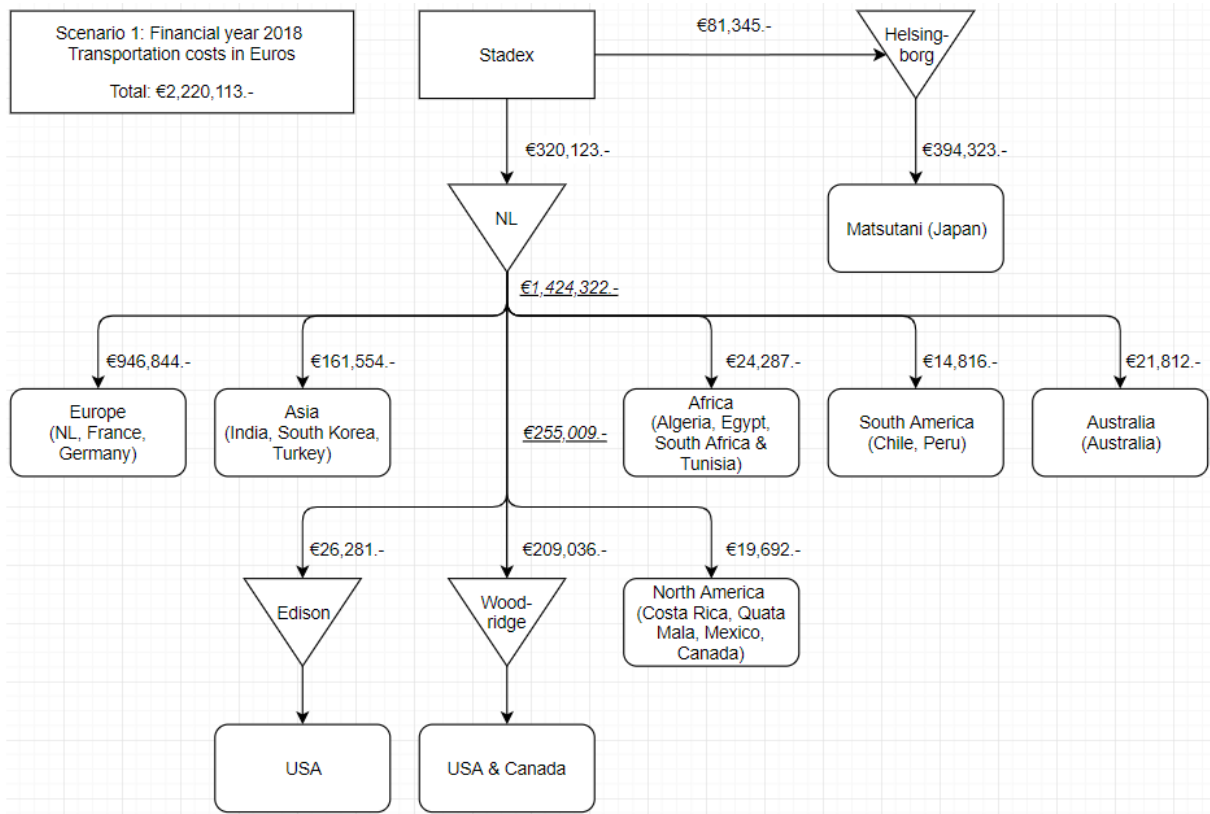 Scenario 1: Financial year 2018
Transportation costs in Euros
Total: €2,220,113.-
Stadex
€81,345.-
Helsing-
borg
€320,123.-
€394,323.-
NL
Matsutani (Japan)
€1,424,322.-
€946,844.-
€161,554.-
€24,287.-
€14,816.-
€21,812.-
Europe
(NL, France,
Germany)
Asia
(India, South Korea,
Turkey)
€255,009.-
Africa
(Algeria, Egypt,
South Africa &
Tunisia)
South America
(Chile, Peru)
Australia
(Australia)
€26,281.-
€209,036.-
€19,692.-
Edison
Wood-
ridge
North America
(Costa Rica, Quata
Mala, Mexico,
Canada)
USA
USA & Canada